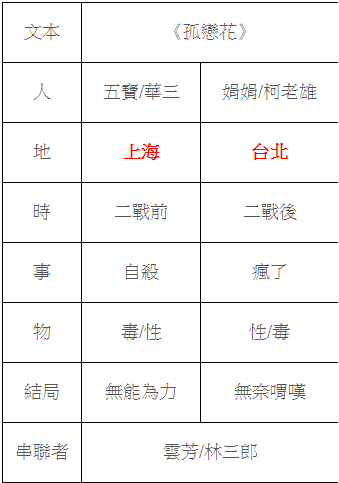 文本 《孤戀花》
人 五寶/華三 娟娟/柯老雄
地 上海 台北
時 二戰前 二戰後
事 自殺 瘋了
物 毒/性 性/毒
結局 無能為力 無奈喟嘆
串聯者 雲芳/林三郎